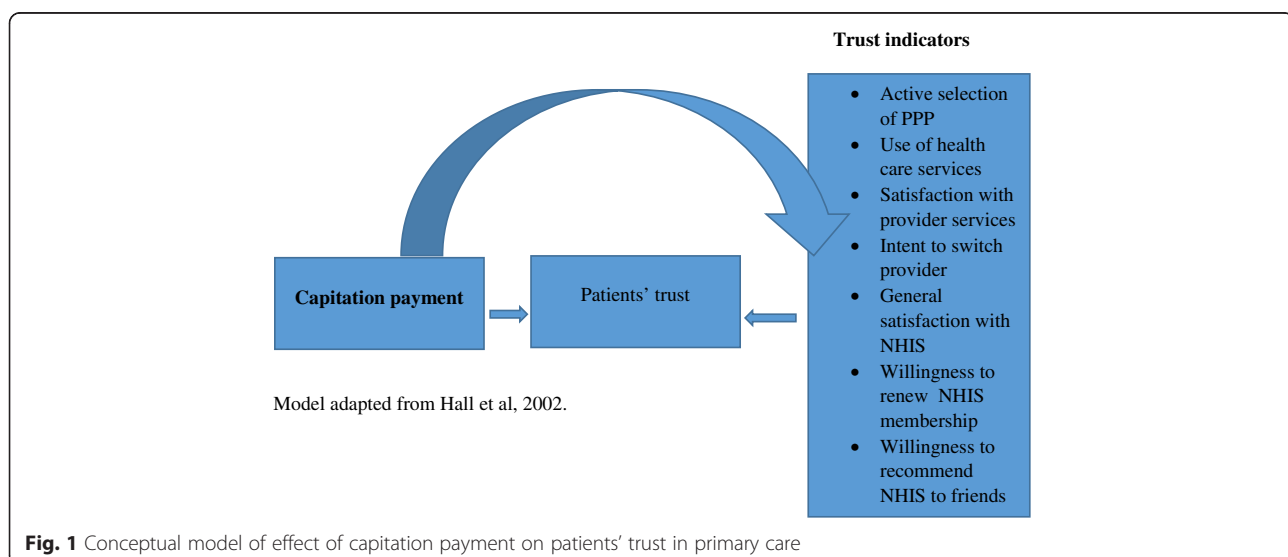 Trust indicators
• Active selection
of PPP
• Use of health
care services
• Satisfaction with
provider services
• Intent to switch
provider
• General
satisfaction with
NHIS
• Willingness to
renew NHIS
membership
• Willingness to
recommend
NHIS to friends
Capitation payment
Patients’ trust
Model adapted from Hall et al, 2002.
Fig. 1 Conceptual model of effect of capitation payment on patients’ trust in primary care